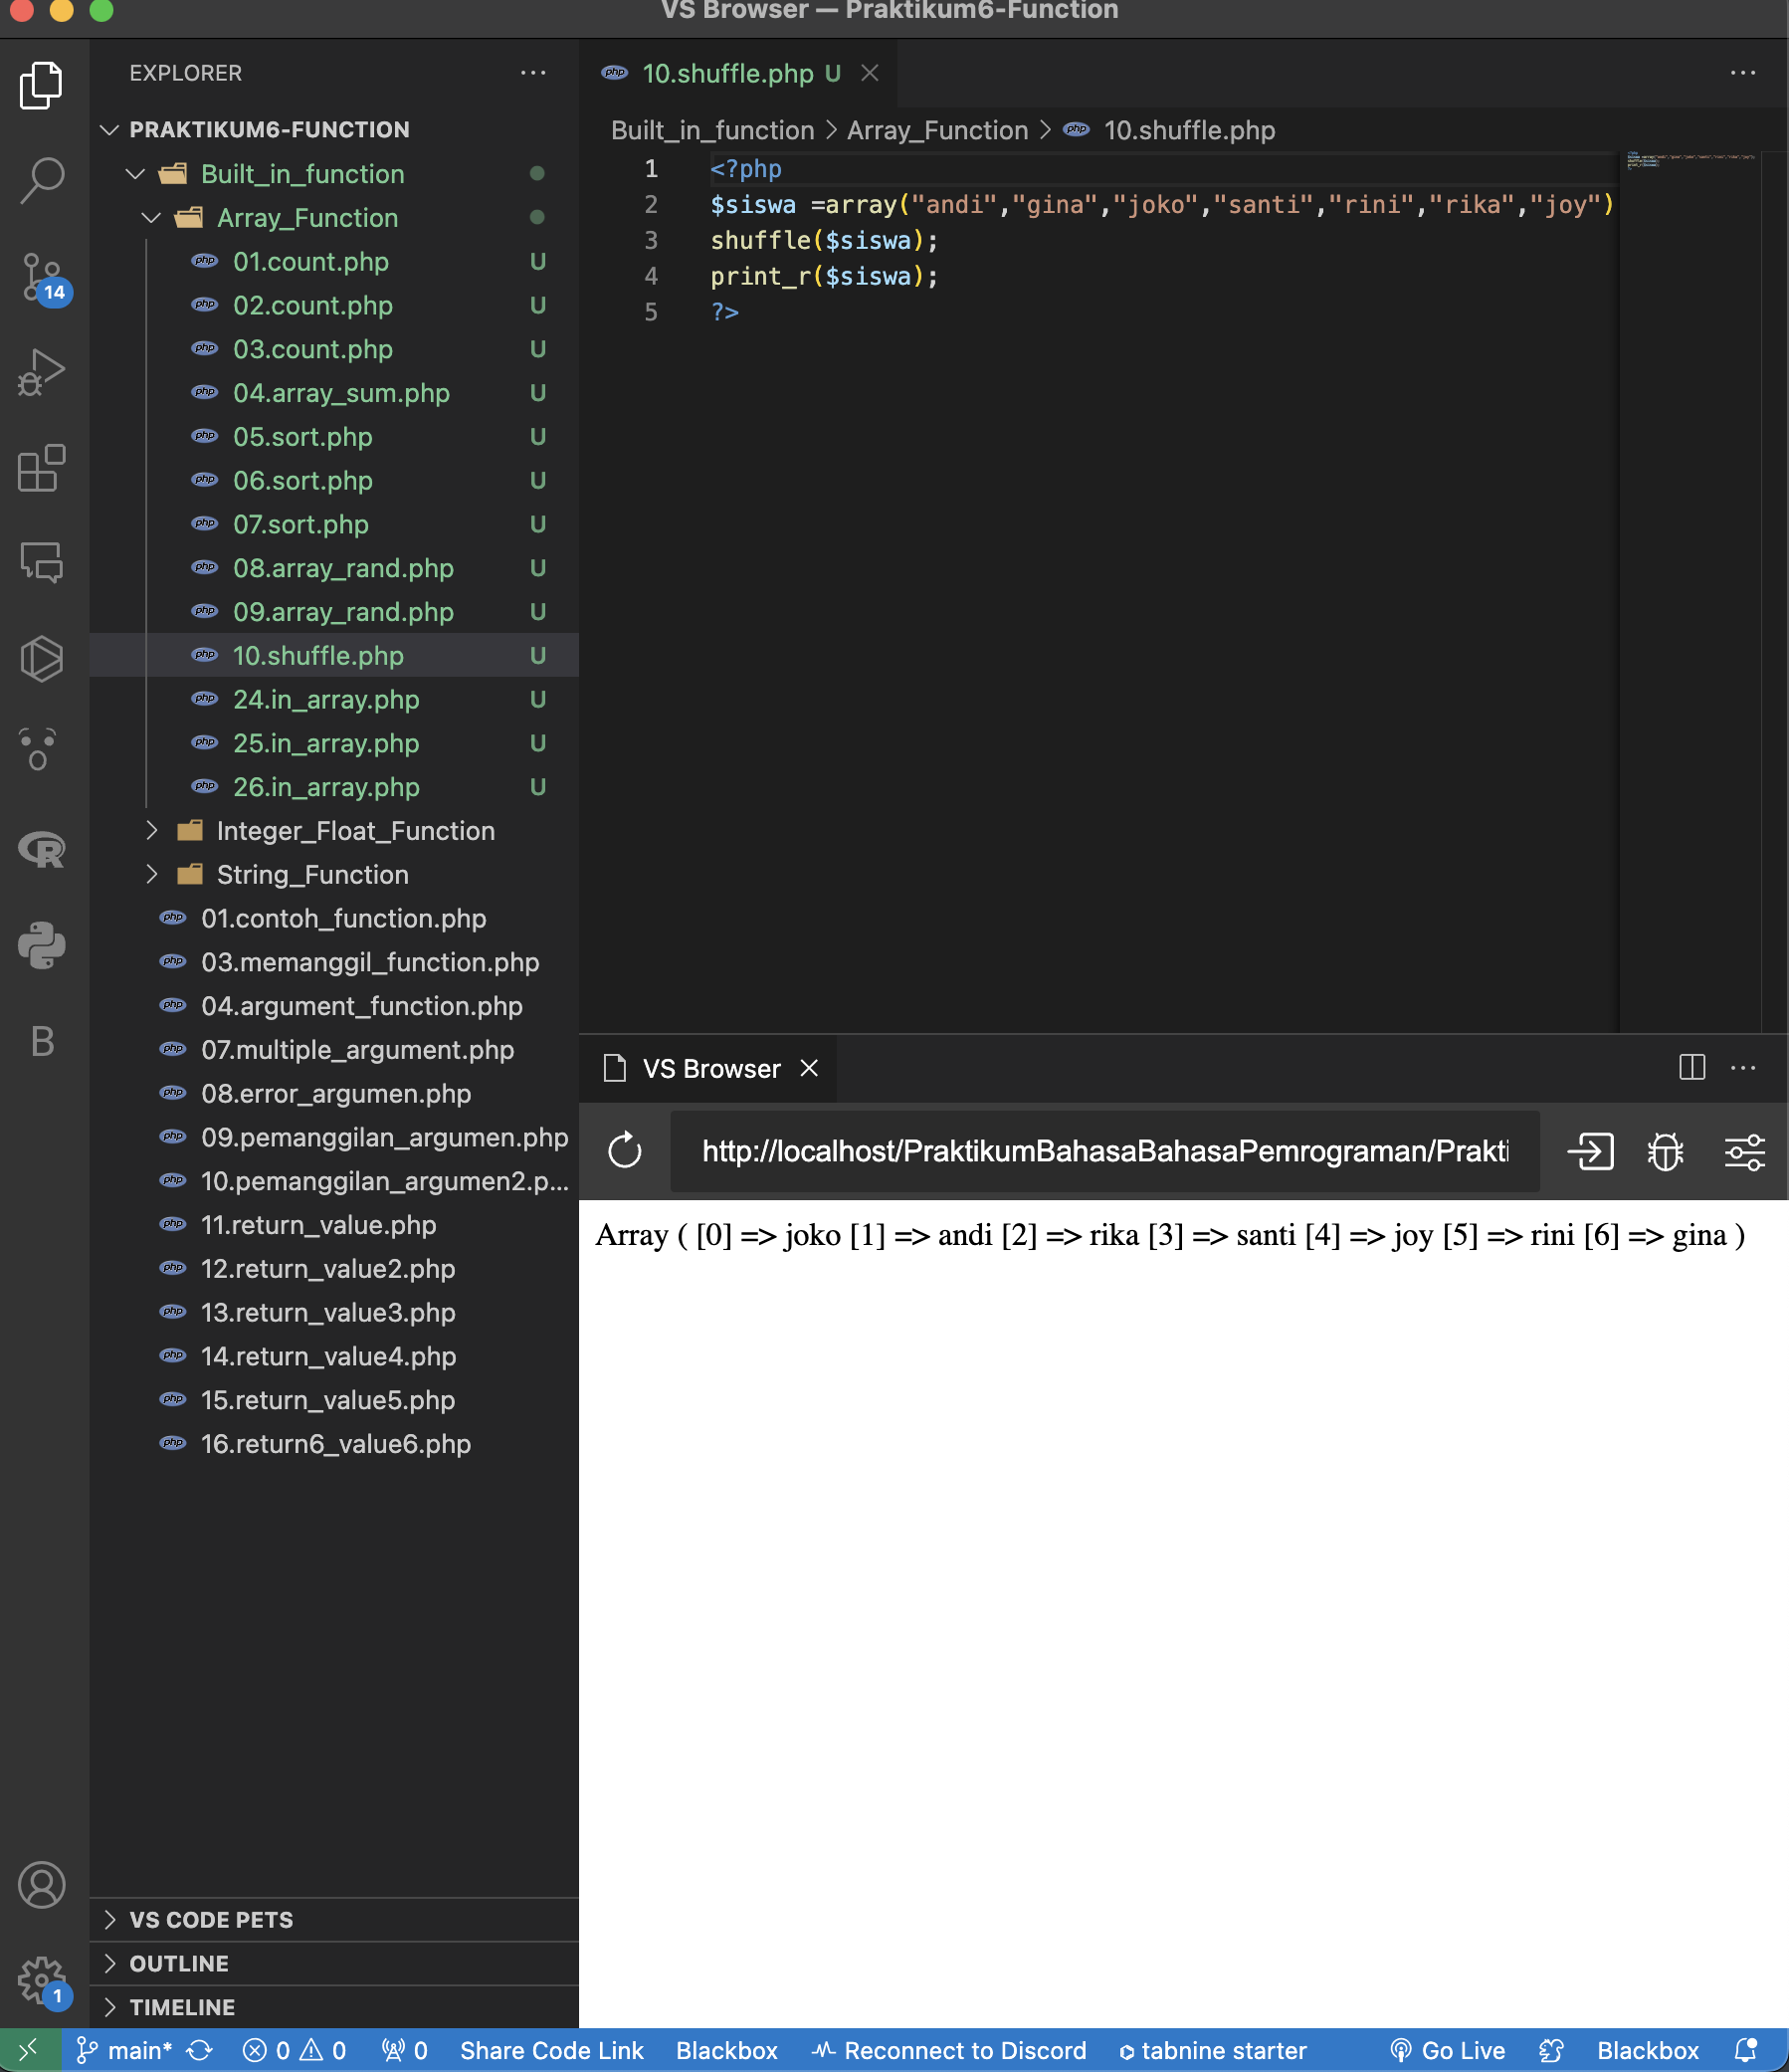 VS Browser — Praktikum6-Function
EXPLORER
PRAKTIKUM6-FUNCTION
Built_in_function
Array_Function
01.count.php U
02.count.php U
03.count.php U
04.array_sum.php U
05.sort.php U
06.sort.php U
07.sort.php U
08.array_rand.php U
09.array_rand.php U
10.shuffle.php U
24.in_array.php U
25.in_array.php U
26.in_array.php U
Integer_Float_Function
String_Function
01.contoh_function.php
03.memanggil_function.php
04.argument_function.php
07.multiple_argument.php
08.error_argumen.php
09.pemanggilan_argumen.php
10.pemanggilan_argumen2.p...
11.return_value.php
12.return_value2.php
13.return_value3.php
14.return_value4.php
15.return_value5.php
16.return6_value6.php
VS CODE PETS
OUTLINE
TIMELINE
14
R
B
1
php 10.shuffle.php U
Built_in_function > Array_Function > php 10.shuffle.php
1 <?php
2 $siswa =array("andi","gina","joko","santi","rini","rika","joy")
3 shuffle($siswa);
4 print_r($siswa);
5 ?>
VS Browser
http://localhost/PraktikumBahasaBahasaPemrograman/Prakti
Array ( [0] => joko [1] => andi [2] => rika [3] => santi [4] => joy [5] => rini [6] => gina )
main* 0 0 0 Share Code Link Blackbox Reconnect to Discord tabnine starter Go Live Blackbox